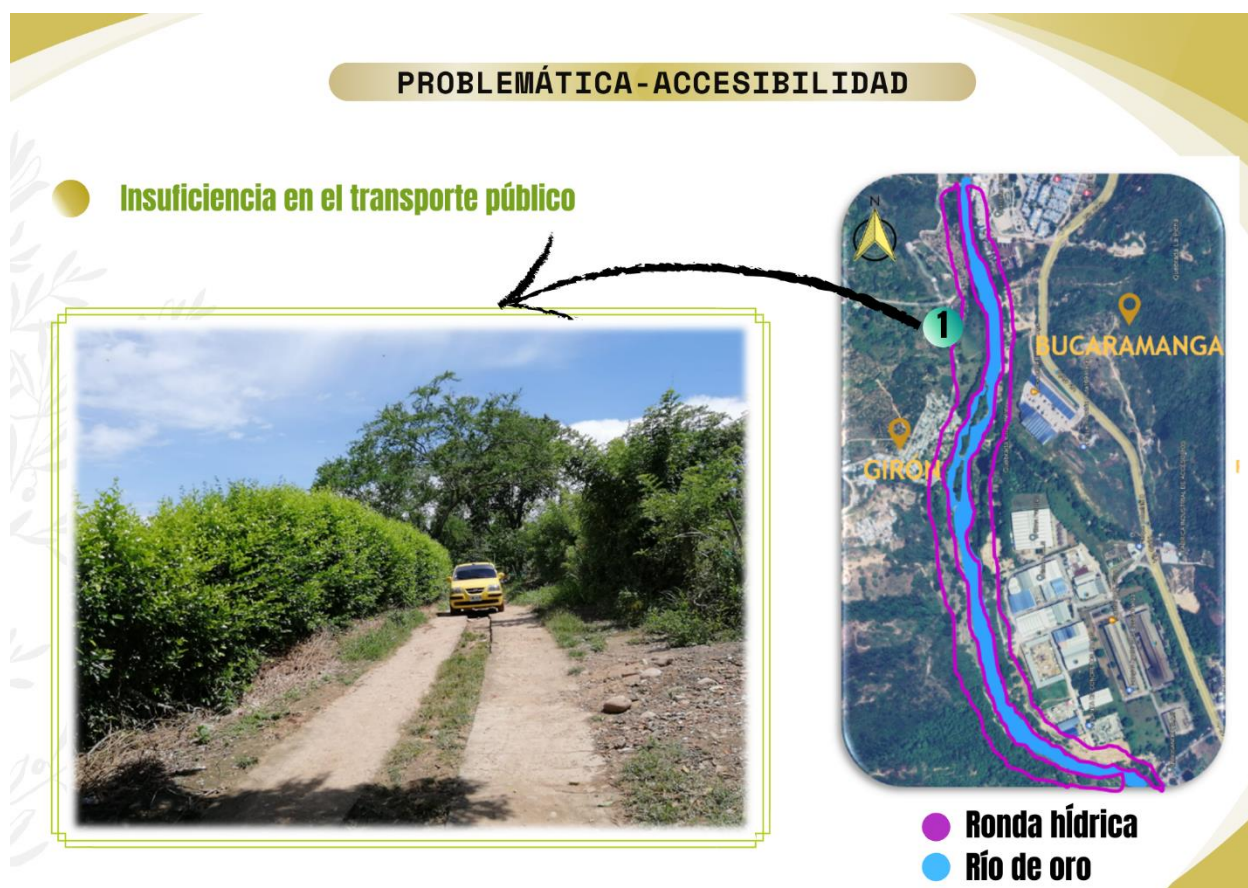 PROBLEMÁTICA-ACCESIBILIDAD
Insuficiencia en el transporte público
N
1
BUCARAMANGA
GIRÓN
Ronda hÍdrica
Río de oro